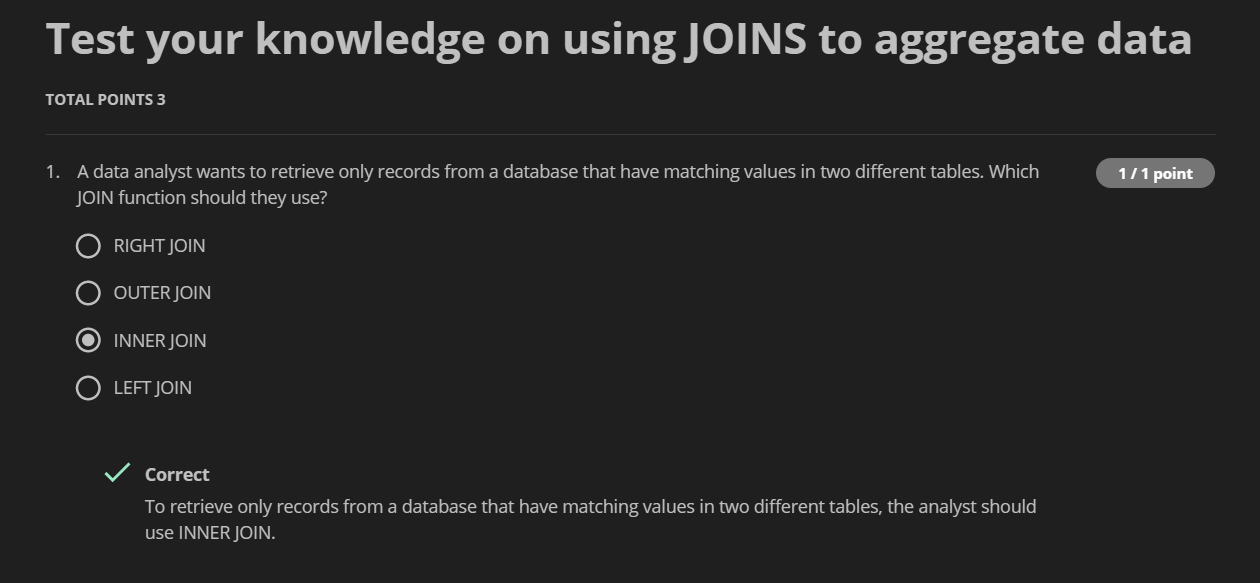 Test your knowledge on using JOINS to aggregate data
TOTAL POINTS 3
1. A data analyst wants to retrieve only records from a database that have matching values in two different tables. Which
JOIN function should they use?
1 / 1 point
RIGHT JOIN
OUTER JOIN
INNER JOIN
LEFT JOIN
Correct
To retrieve only records from a database that have matching values in two different tables, the analyst should
use INNER JOIN.